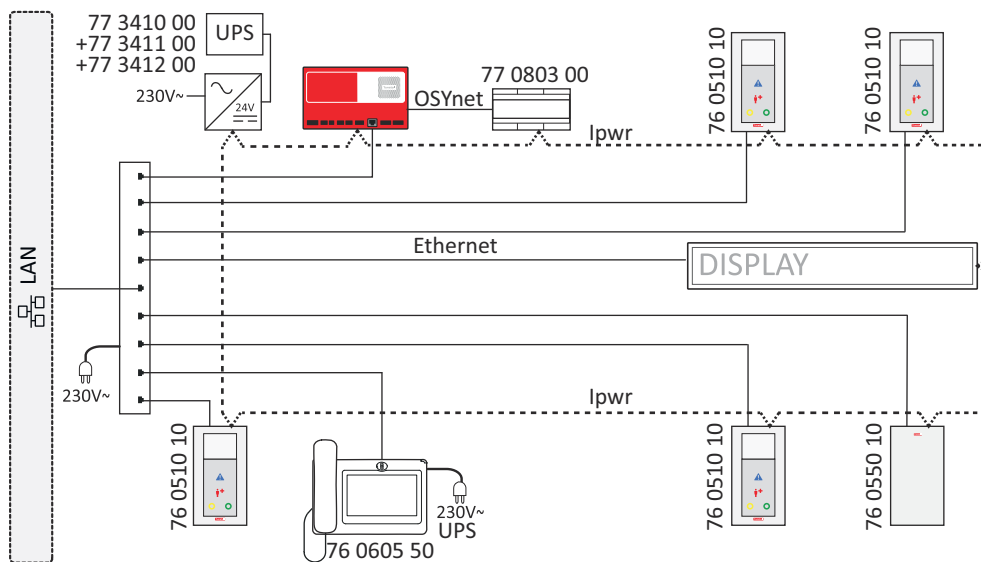 77 3410 00
+77 3411 00
+77 3412 00
UPS
230V~
24V
OSYnet
77 0803 00
76 0510 10
76 0510 10
Ipwr
LAN
Ethernet
DISPLAY
230V~
Ipwr
76 0510 10
230V~
UPS
76 0605 50
76 0510 10
76 0550 10